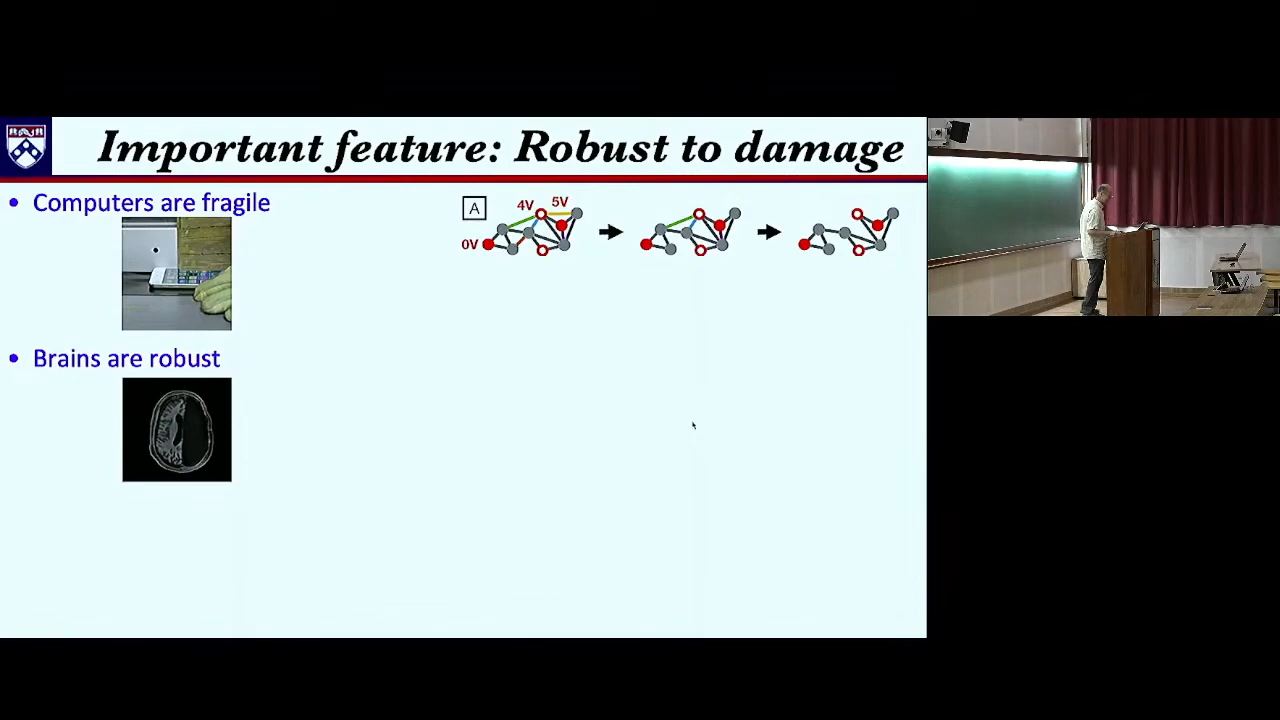 Important feature: Robust to damage
• Computers are fragile
A
4V
5V
0V
• Brains are robust